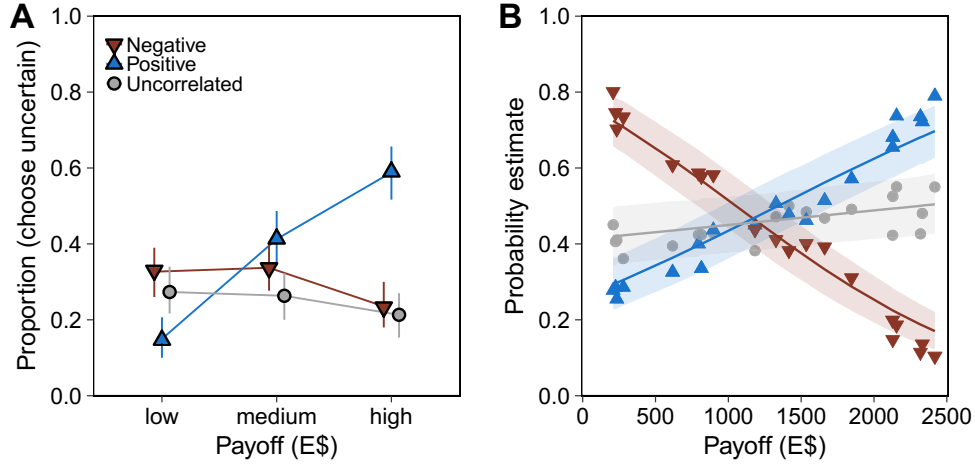 A
Proportion (choose uncertain)
1.0
0.8
0.6
0.4
0.2
0.0
Negative
Positive
Uncorrelated
low medium high
Payoff (E$)
B
Probability estimate
1.0
0.8
0.6
0.4
0.2
0.0
0 500 1000 1500 2000 2500
Payoff (E$)